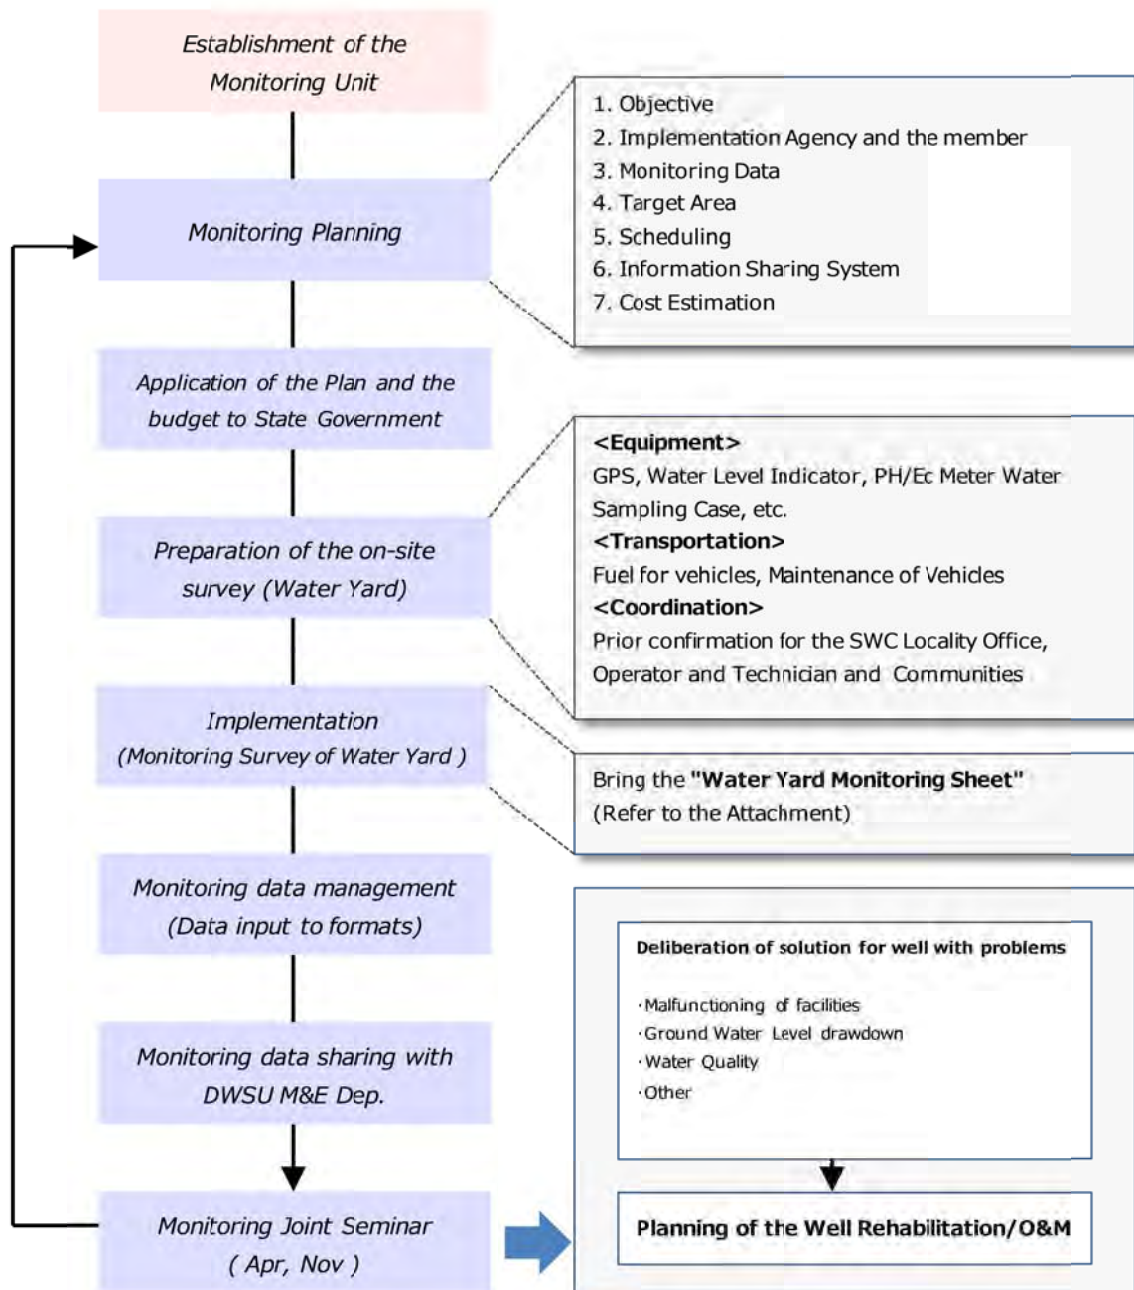 Establishment of the
Monitoring Unit
Monitoring Planning
1. Objective
2. Implementation Agency and the member
3. Monitoring Data
4. Target Area
5. Scheduling
6. Information Sharing System
7. Cost Estimation
Application of the Plan and the
budget to State Government
Preparation of the on-site
survey (Water Yard)
<Equipment>
GPS, Water Level Indicator, PH/Ec Meter Water
Sampling Case, etc.
<Transportation>
Fuel for vehicles, Maintenance of Vehicles
<Coordination>
Prior confirmation for the SWC Locality Office,
Operator and Technician and Communities
Implementation
(Monitoring Survey of Water Yard )
Bring the "Water Yard Monitoring Sheet"
(Refer to the Attachment)
Monitoring data management
(Data input to formats)
Monitoring data sharing with
DWSU M&E Dep.
Monitoring Joint Seminar
( Apr, Nov )
Deliberation of solution for well with problems
·Malfunctioning of facilities
·Ground Water Level drawdown
·Water Quality
·Other
Planning of the Well Rehabilitation/O&M